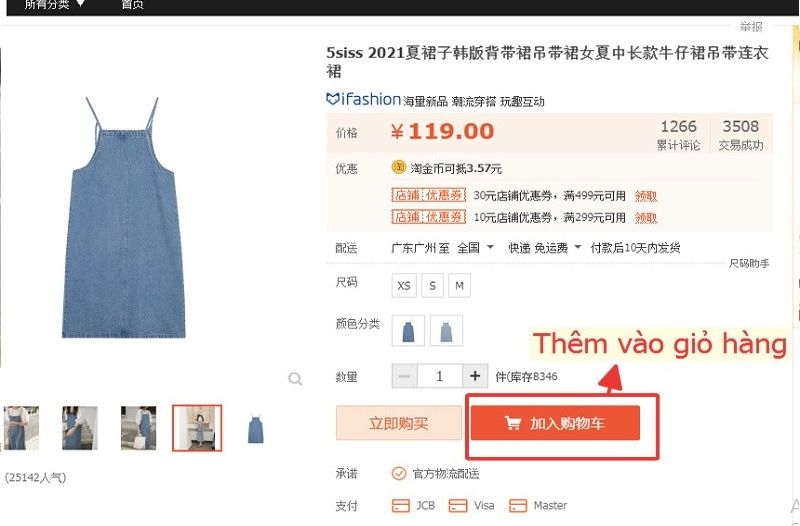 所有分类 首页
举报
5siss 2021夏裙子韩版背带裙吊带裙女夏中长款牛仔裙吊带连衣
裙
ifashion 海量新品 潮流穿搭 玩趣互动
价格 ¥119.00 1266 3508
累计评论 交易成功
优惠 淘 淘金币可抵3.57元
店铺 优惠券 30元店铺优惠券，满499元可用 领取
店铺 优惠券 10元店铺优惠券，满299元可用 领取
配送 广东广州 至 全国 快递 免运费 付款后10天内发货
尺码助手
尺码 XS S M
颜色分类
Thêm vào giỏ hàng
数量 − 1 + 件(库存8346
立即购买 加入购物车
(25142人气)
承诺 官方物流配送
支付 JCB Visa Master